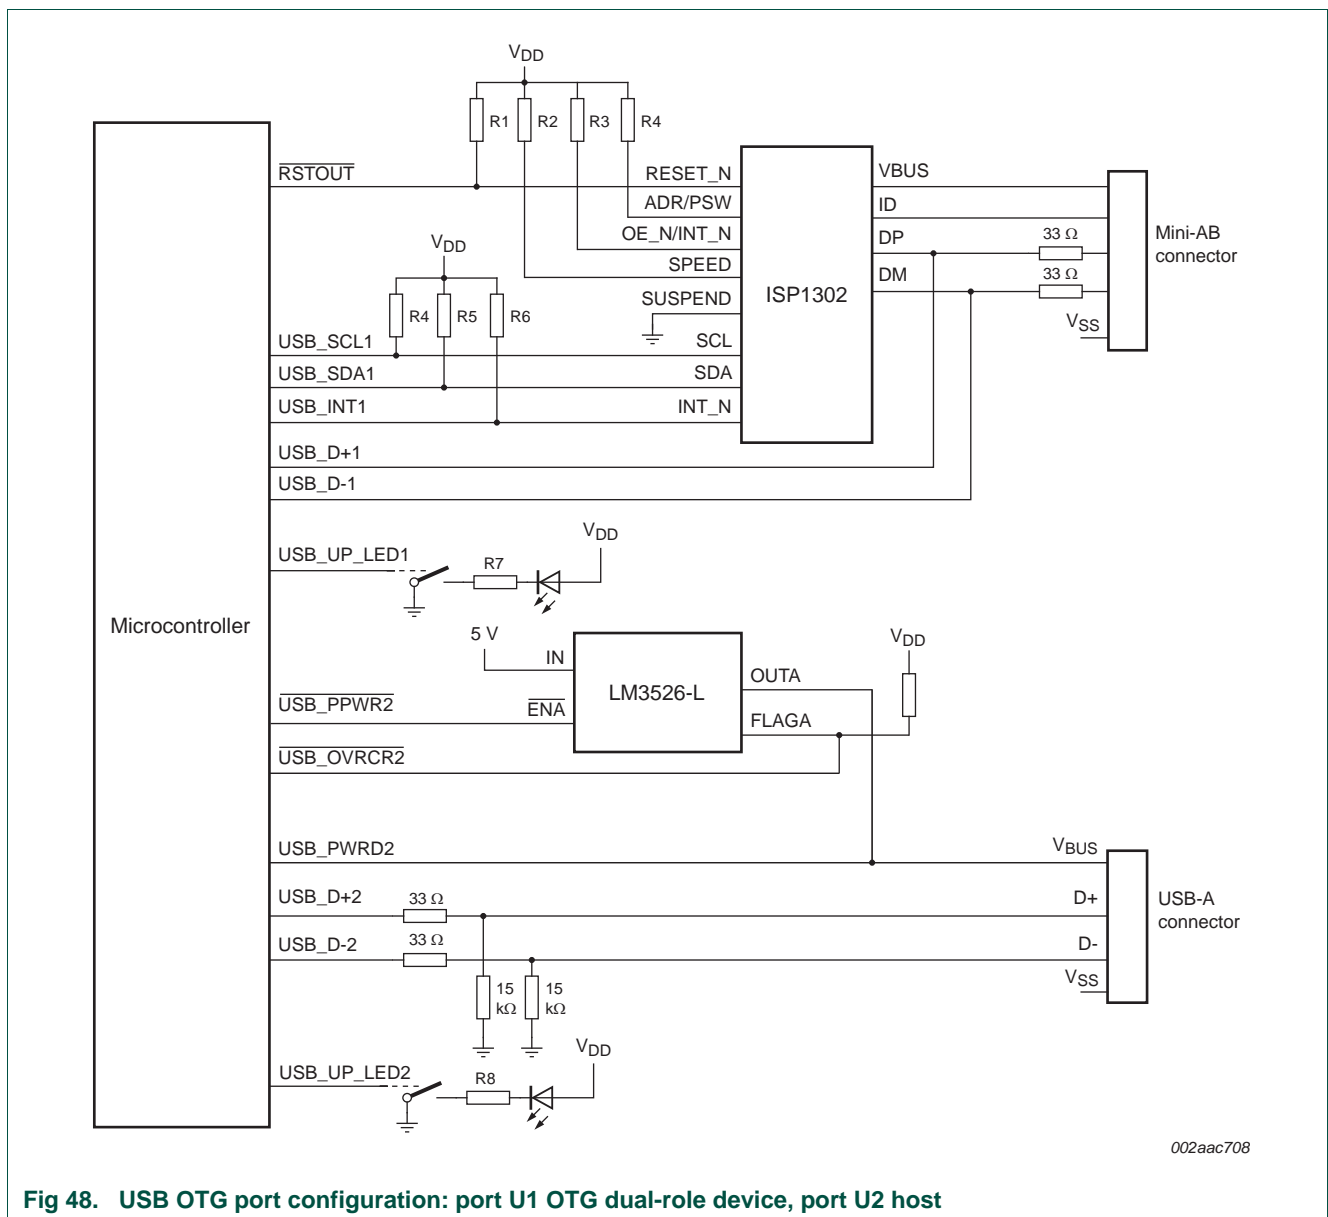 VDD
R1 R2 R3 R4
RSTOUT
RESET_N
ADR/PSW
OE_N/INT_N
SPEED
SUSPEND
SCL
SDA
INT_N
ISP1302
VBUS
ID
DP
DM
33 Ω
33 Ω
VSS
Mini-AB
connector
VDD
R4 R5 R6
USB_SCL1
USB_SDA1
USB_INT1
USB_D+1
USB_D-1
USB_UP_LED1
R7
VDD
Microcontroller
5 V
IN
ENA
LM3526-L
OUTA
FLAGA
VDD
USB_PPWR2
USB_OVRCR2
USB_PWRD2
USB_D+2
33 Ω
USB_D-2
33 Ω
15
kΩ
15
kΩ
VBUS
D+
D-
VSS
USB-A
connector
USB_UP_LED2
R8
VDD
002aac708
Fig 48. USB OTG port configuration: port U1 OTG dual-role device, port U2 host